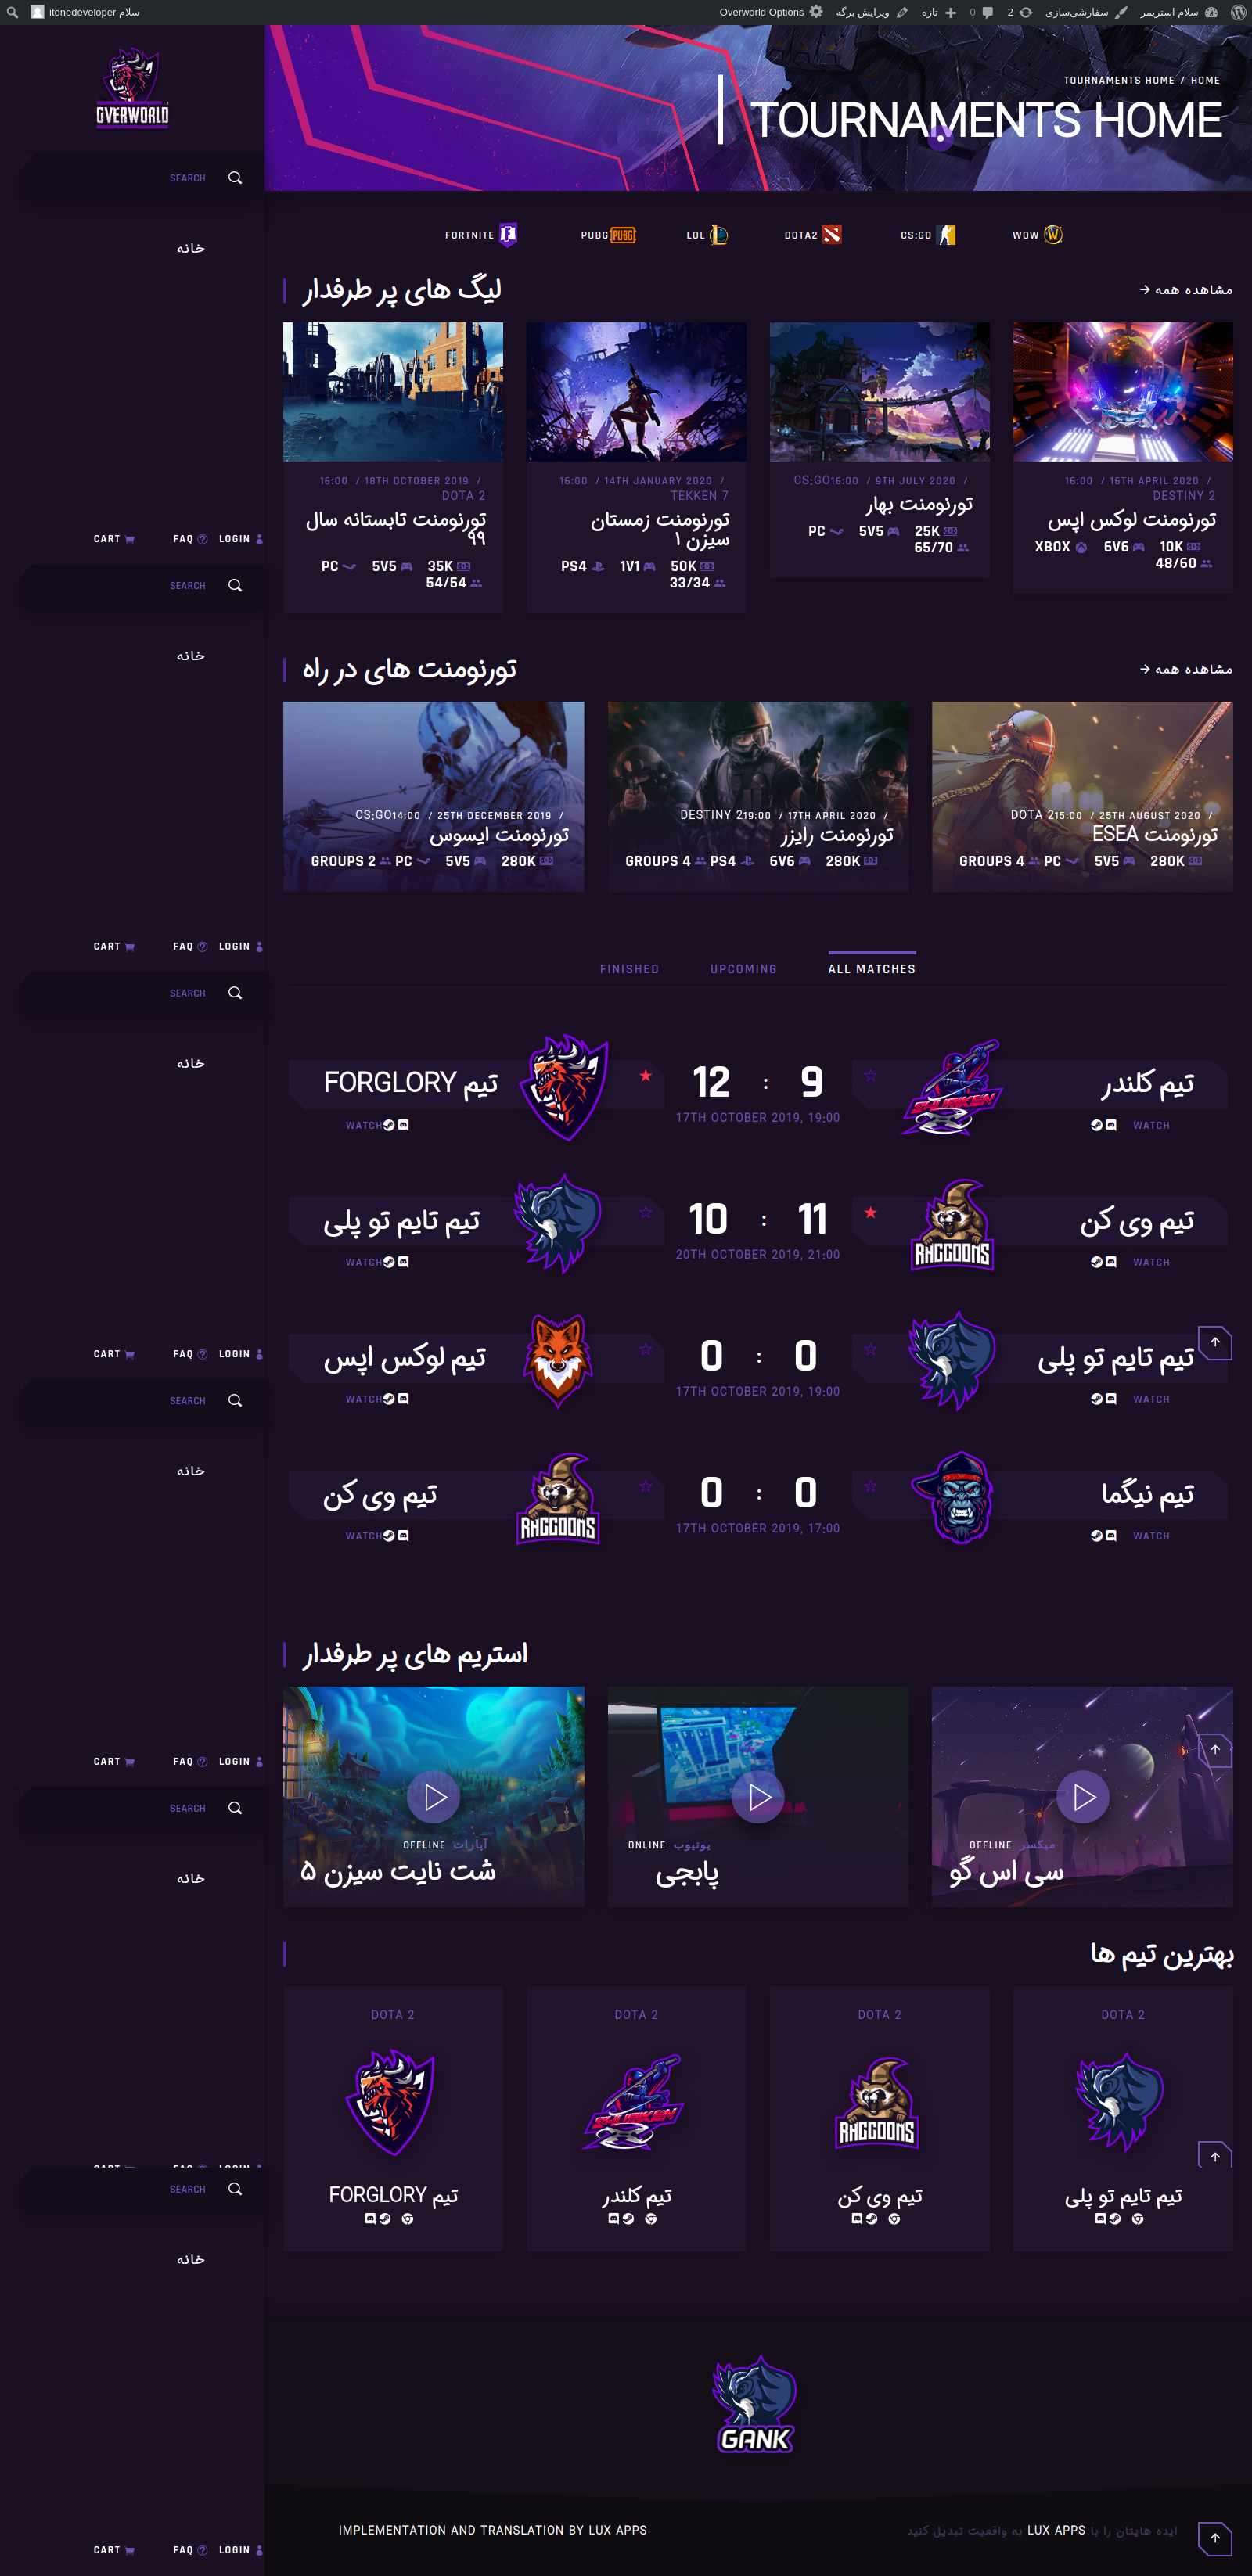 سلام استریمر سفارشی‌سازی 2 0 تازه ویرایش برگه Overworld Options
سلام itonedeveloper
OVERWORLD
SEARCH
خانه
CART FAQ LOGIN
TOURNAMENTS HOME / HOME
TOURNAMENTS HOME
FORTNITE PUBG LOL DOTA2 CS:GO WOW
لیگ های پر طرفدار
مشاهده همه
16:00 / 18TH OCTOBER 2019 /
DOTA 2
تورنومنت تابستانه سال
۹۹
PC 5V5 35K
54/54
16:00 / 14TH JANUARY 2020 /
TEKKEN 7
تورنومنت زمستان
سیزن ۱
PS4 1V1 50K
33/34
CS;GO16:00 / 9TH JULY 2020 /
تورنومنت بهار
PC 5V5 25K
65/70
16:00 / 16TH APRIL 2020 /
DESTINY 2
تورنومنت لوکس اپس
XBOX 6V6 10K
48/60
SEARCH
خانه
CART FAQ LOGIN
تورنومنت های در راه
مشاهده همه
CS;GO14:00 / 25TH DECEMBER 2019 /
تورنومنت ایسوس
GROUPS 2 PC 5V5 280K
DESTINY 219:00 / 17TH APRIL 2020 /
تورنومنت رایزر
GROUPS 4 PS4 6V6 280K
DOTA 215:00 / 25TH AUGUST 2020 /
تورنومنت ESEA
GROUPS 4 PC 5V5 280K
FINISHED UPCOMING ALL MATCHES
SEARCH
خانه
CART FAQ LOGIN
تیم FORGLORY
WATCH
12 : 9
17TH OCTOBER 2019, 19:00
SHURIKEN
تیم کلندر
WATCH
تیم تایم تو پلی
WATCH
10 : 11
20TH OCTOBER 2019, 21:00
RACCOONS
تیم وی کن
WATCH
تیم لوکس اپس
WATCH
0 : 0
17TH OCTOBER 2019, 19:00
تیم تایم تو پلی
WATCH
SEARCH
خانه
CART FAQ LOGIN
تیم وی کن
WATCH
RACCOONS
0 : 0
17TH OCTOBER 2019, 17:00
تیم نیگما
WATCH
استریم های پر طرفدار
OFFLINE آپارات
شت نایت سیزن ۵
ONLINE یوتیوب
پابجی
OFFLINE میکسر
سی اس گو
SEARCH
خانه
بهترین تیم ها
DOTA 2
تیم FORGLORY
DOTA 2
SHURIKEN
تیم کلندر
DOTA 2
RACCOONS
تیم وی کن
DOTA 2
تیم تایم تو پلی
CART FAQ LOGIN
SEARCH
خانه
CART FAQ LOGIN
GANK
IMPLEMENTATION AND TRANSLATION BY LUX APPS
ایده هایتان را با LUX APPS به واقعیت تبدیل کنید